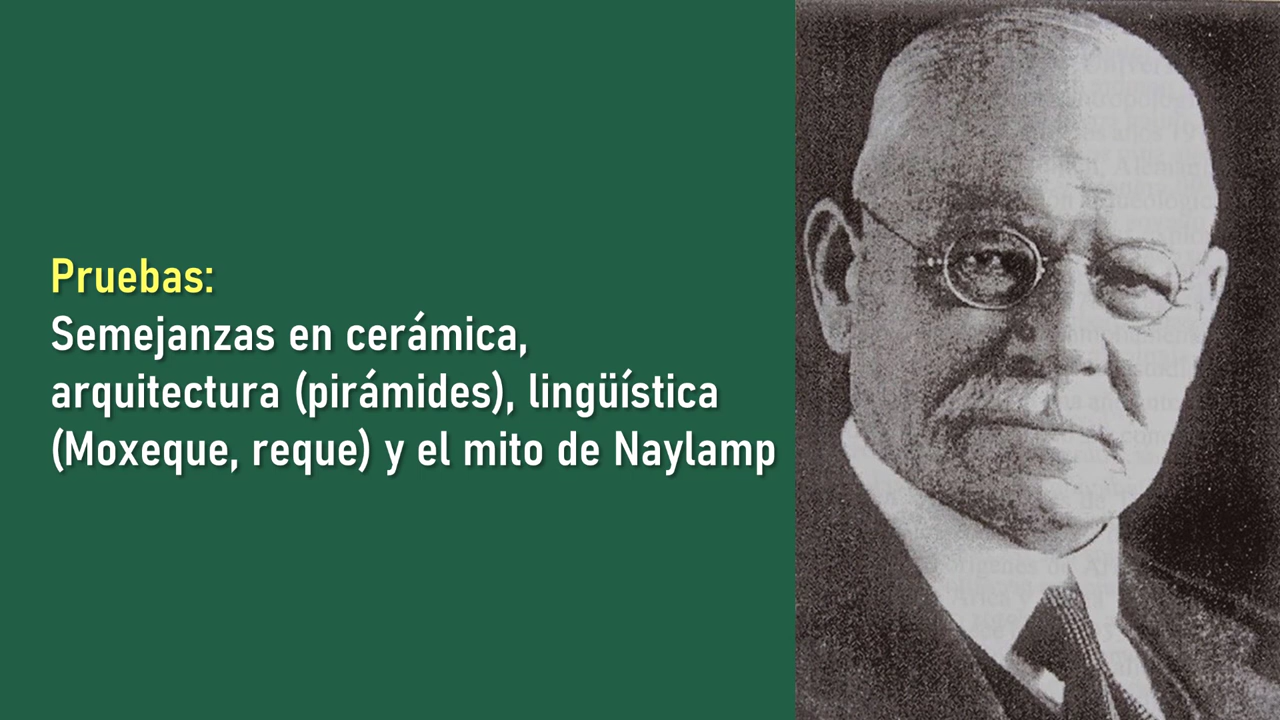 Pruebas:
Semejanzas en cerámica,
arquitectura (pirámides), lingüística
(Moxeque, reque) y el mito de Naylamp